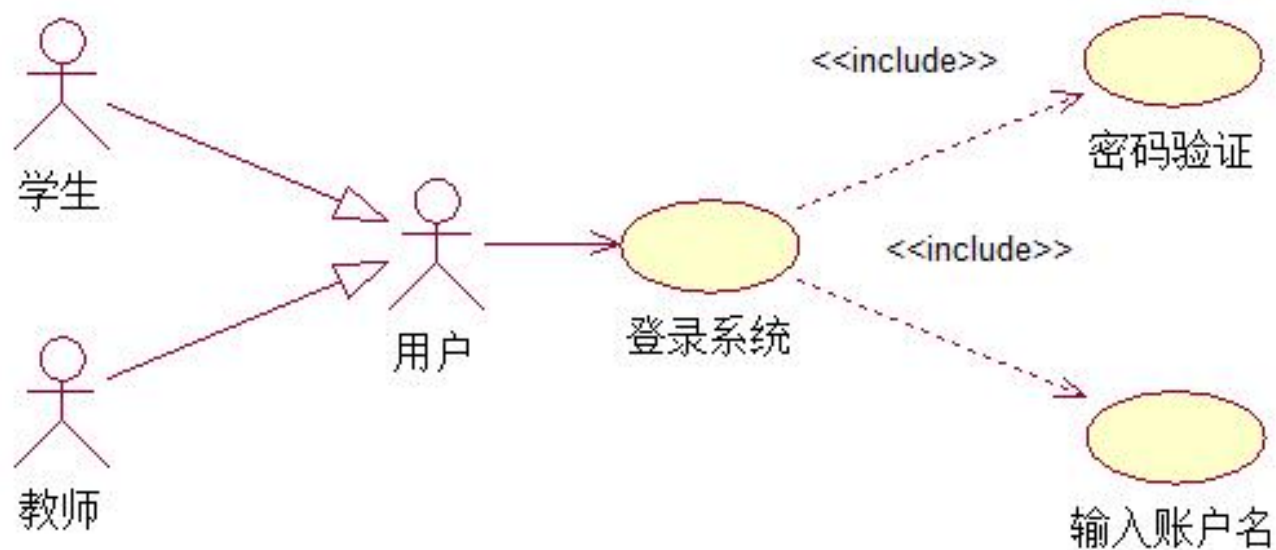 <<include>>
密码验证
学生
<<include>>
用户
登录系统
教师
输入账户名